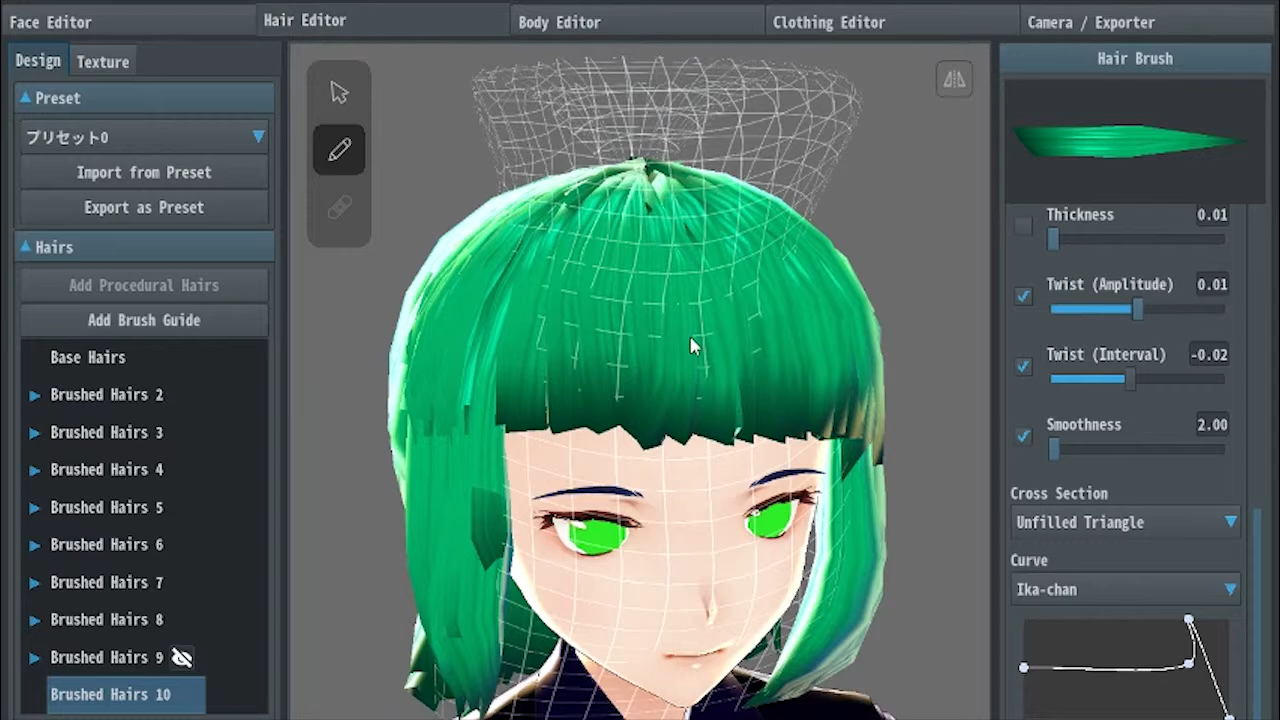 Face Editor
Hair Editor
Body Editor
Clothing Editor
Camera / Exporter
Design
Texture
Preset
プリセット0
Import from Preset
Export as Preset
Hairs
Add Procedural Hairs
Add Brush Guide
Base Hairs
Brushed Hairs 2
Brushed Hairs 3
Brushed Hairs 4
Brushed Hairs 5
Brushed Hairs 6
Brushed Hairs 7
Brushed Hairs 8
Brushed Hairs 9
Brushed Hairs 10
Hair Brush
Thickness 0.01
Twist (Amplitude) 0.01
Twist (Interval) -0.02
Smoothness 2.00
Cross Section
Unfilled Triangle
Curve
Ika-chan